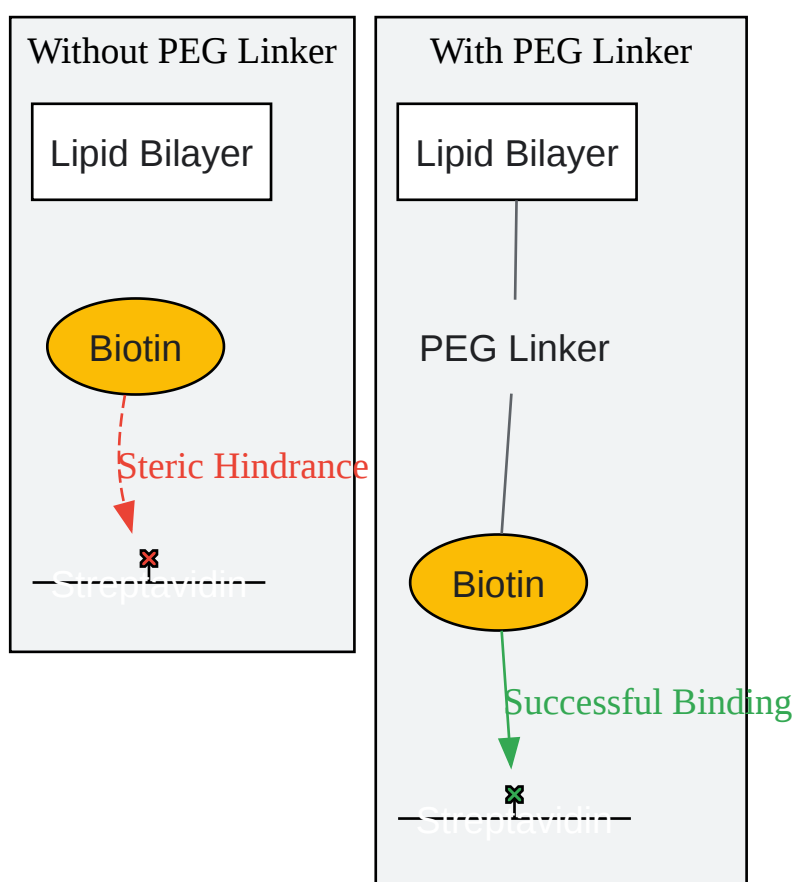 Without PEG Linker
Lipid Bilayer
Biotin
Steric Hindrance
Streptavidin
With PEG Linker
Lipid Bilayer
PEG Linker
Biotin
Successful Binding
Streptavidin